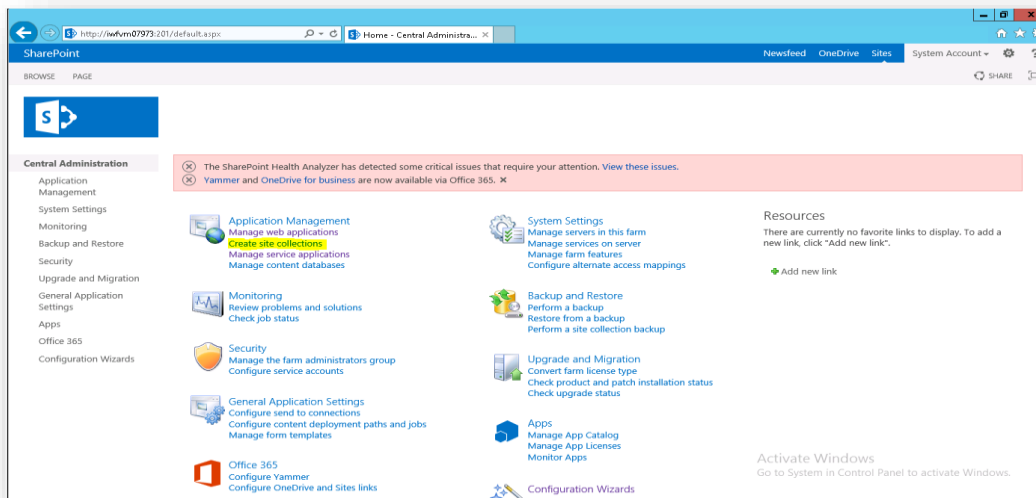 http://iwfvm07973:201/default.aspx
Home - Central Administra...
SharePoint
Newsfeed OneDrive Sites System Account
BROWSE PAGE
SHARE
S
Central Administration
Application
Management
System Settings
Monitoring
Backup and Restore
Security
Upgrade and Migration
General Application
Settings
Apps
Office 365
Configuration Wizards
The SharePoint Health Analyzer has detected some critical issues that require your attention. View these issues.
Yammer and OneDrive for business are now available via Office 365.
Application Management
Manage web applications
Create site collections
Manage service applications
Manage content databases
Monitoring
Review problems and solutions
Check job status
Security
Manage the farm administrators group
Configure service accounts
General Application Settings
Configure send to connections
Configure content deployment paths and jobs
Manage form templates
Office 365
Configure Yammer
Configure OneDrive and Sites links
System Settings
Manage servers in this farm
Manage services on server
Manage farm features
Configure alternate access mappings
Backup and Restore
Perform a backup
Restore from a backup
Perform a site collection backup
Upgrade and Migration
Convert farm license type
Check product and patch installation status
Check upgrade status
Apps
Manage App Catalog
Manage App Licenses
Monitor Apps
Configuration Wizards
Resources
There are currently no favorite links to display. To add a
new link, click "Add new link".
Add new link
Activate Windows
Go to System in Control Panel to activate Windows.